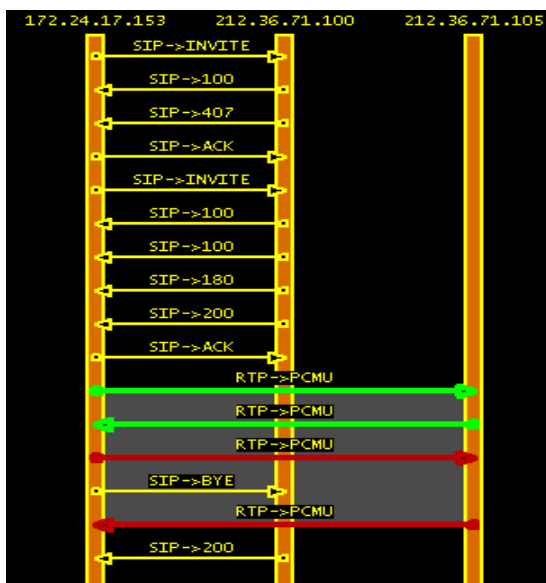 172.24.17.153 212.36.71.100 212.36.71.105
SIP->INVITE
SIP->100
SIP->407
SIP->ACK
SIP->INVITE
SIP->100
SIP->100
SIP->180
SIP->200
SIP->ACK
RTP->PCMU
RTP->PCMU
RTP->PCMU
SIP->BYE
RTP->PCMU
SIP->200